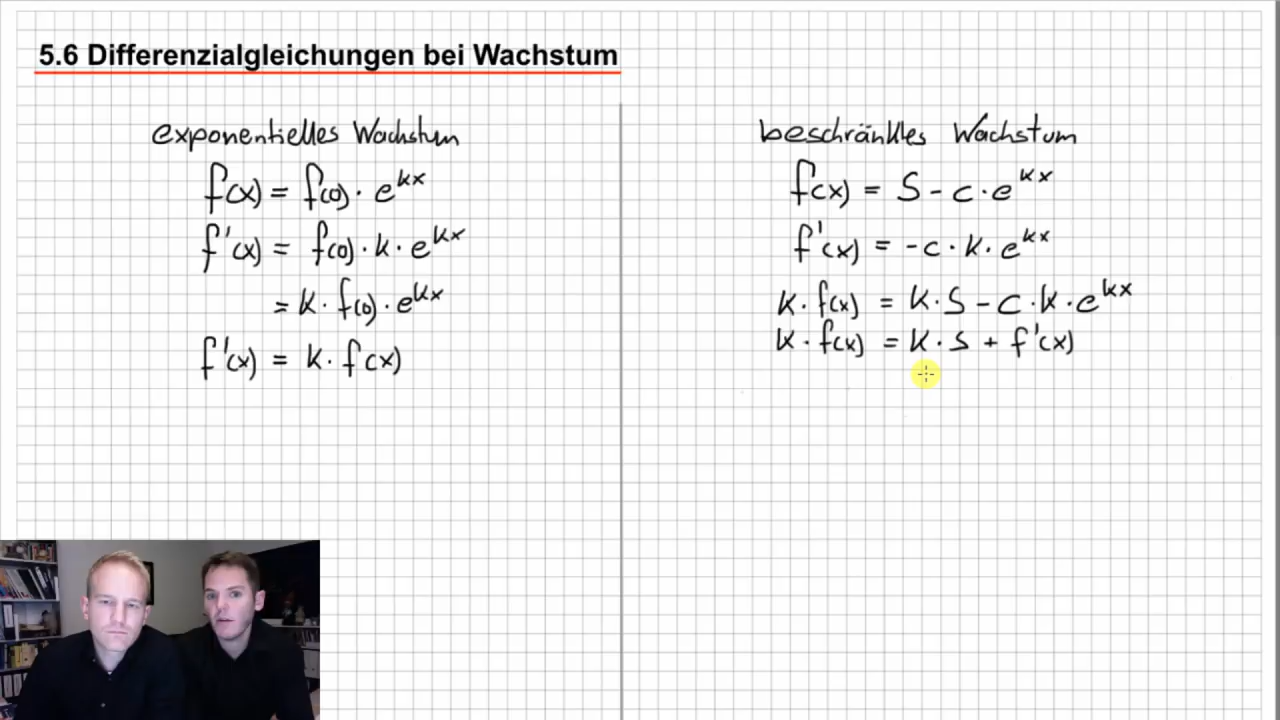 5.6 Differenzialgleichungen bei Wachstum
exponentielles Wachstum
f(x) = f(0) · e^kx
f'(x) = f(0) · k · e^kx
= k · f(0) · e^kx
f'(x) = k · f(x)
beschränktes Wachstum
f(x) = S - c · e^kx
f'(x) = -c · k · e^kx
k · f(x) = k · S - c · k · e^kx
k · f(x) = k · S + f'(x)